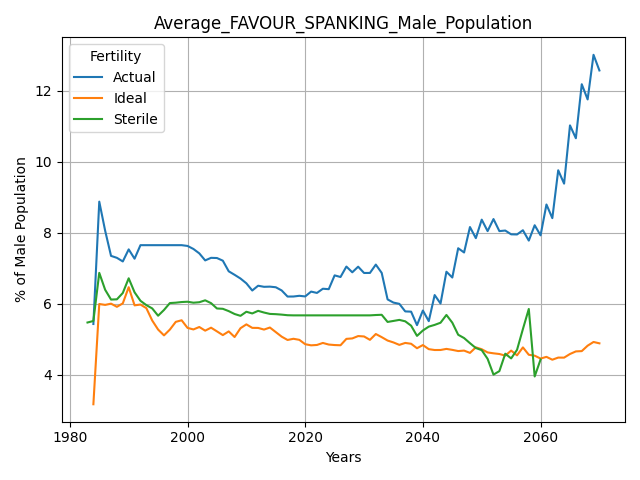 Average_FAVOUR_SPANKING_Male_Population
Fertility
Actual
Ideal
Sterile
% of Male Population
12
10
8
6
4
1980
2000
2020
2040
2060
Years